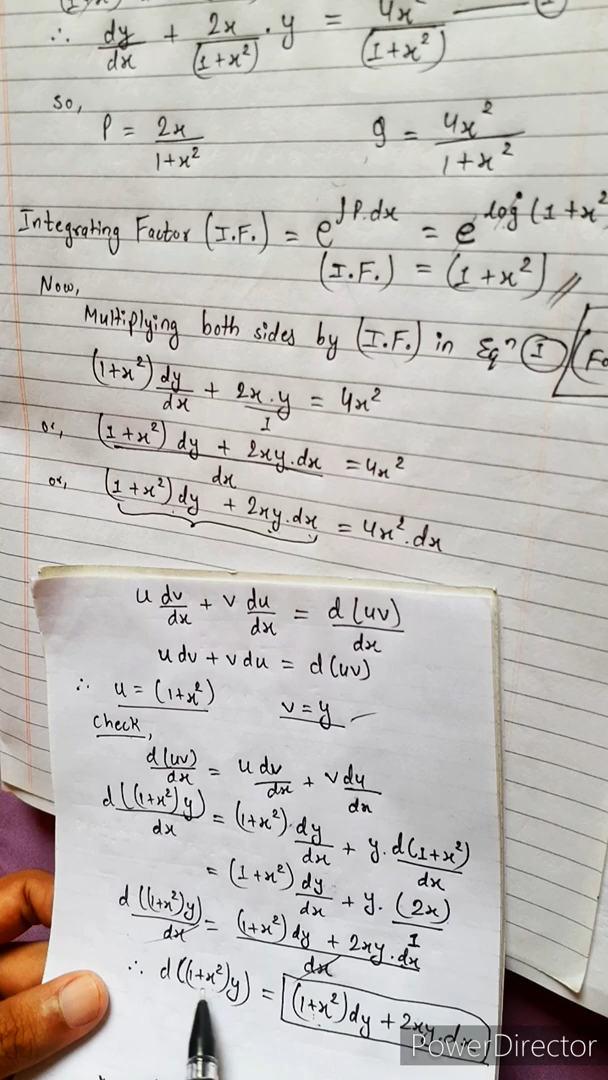 ∴ dy/dx + 2x/(1+x²) · y = 4x²/(1+x²)
so,
P = 2x/1+x² q = 4x²/1+x²
Integrating Factor (I.F.) = e^∫P.dx = e^log(1+x²
(I.F.) = (1+x²) //
Now,
Multiplying both sides by (I.F.) in Eqⁿ (I)
(1+x²) dy/dx + 2x.y/1 = 4x²
or, (1+x²) dy + 2xy.dx/dx = 4x²
or, (1+x²) dy + 2xy.dx = 4x².dx
u dv/dx + v du/dx = d(uv)/dx
u dv + v du = d(uv)
∴ u = (1+x²) v = y
Check,
d(uv)/dx = u dv/dx + v du/dx
d((1+x²)y)/dx = (1+x²).dy/dx + y.d(1+x²)/dx
= (1+x²) dy/dx + y.(2x)/1
d((1+x²)y)/dx = (1+x²) dy + 2xy.dx/dx
∴ d((1+x²)y) = (1+x²)dy + 2xy dx
PowerDirector